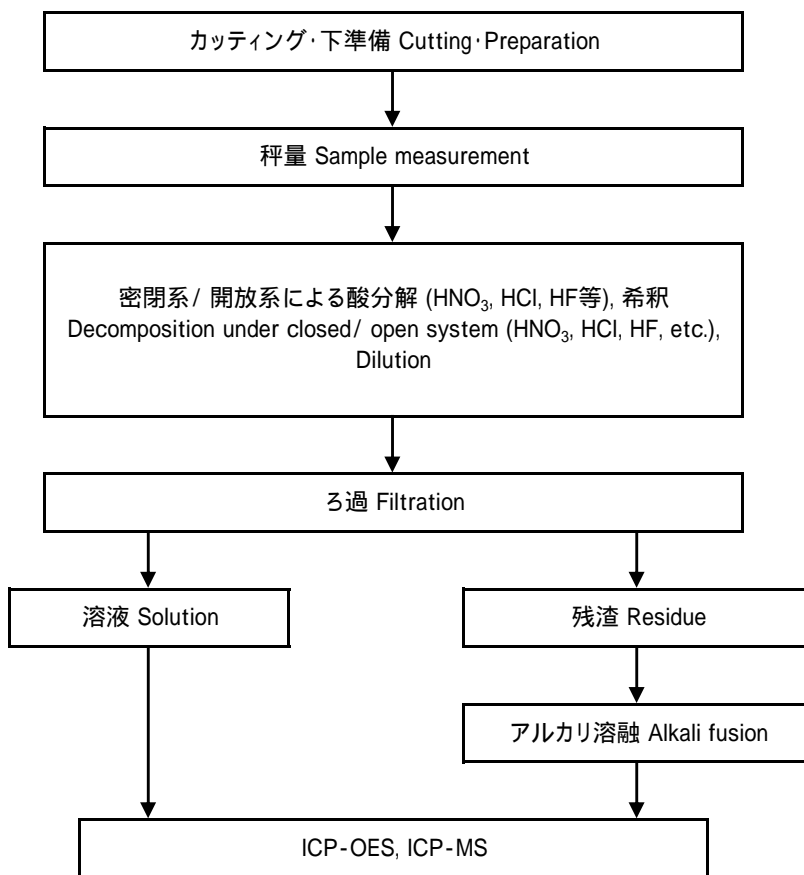 カッティング・下準備 Cutting・Preparation
秤量 Sample measurement
密閉系/ 開放系による酸分解 (HNO₃, HCl, HF等), 希釈
Decomposition under closed/ open system (HNO₃, HCl, HF, etc.),
Dilution
ろ過 Filtration
溶液 Solution
残渣 Residue
アルカリ溶融 Alkali fusion
ICP-OES, ICP-MS